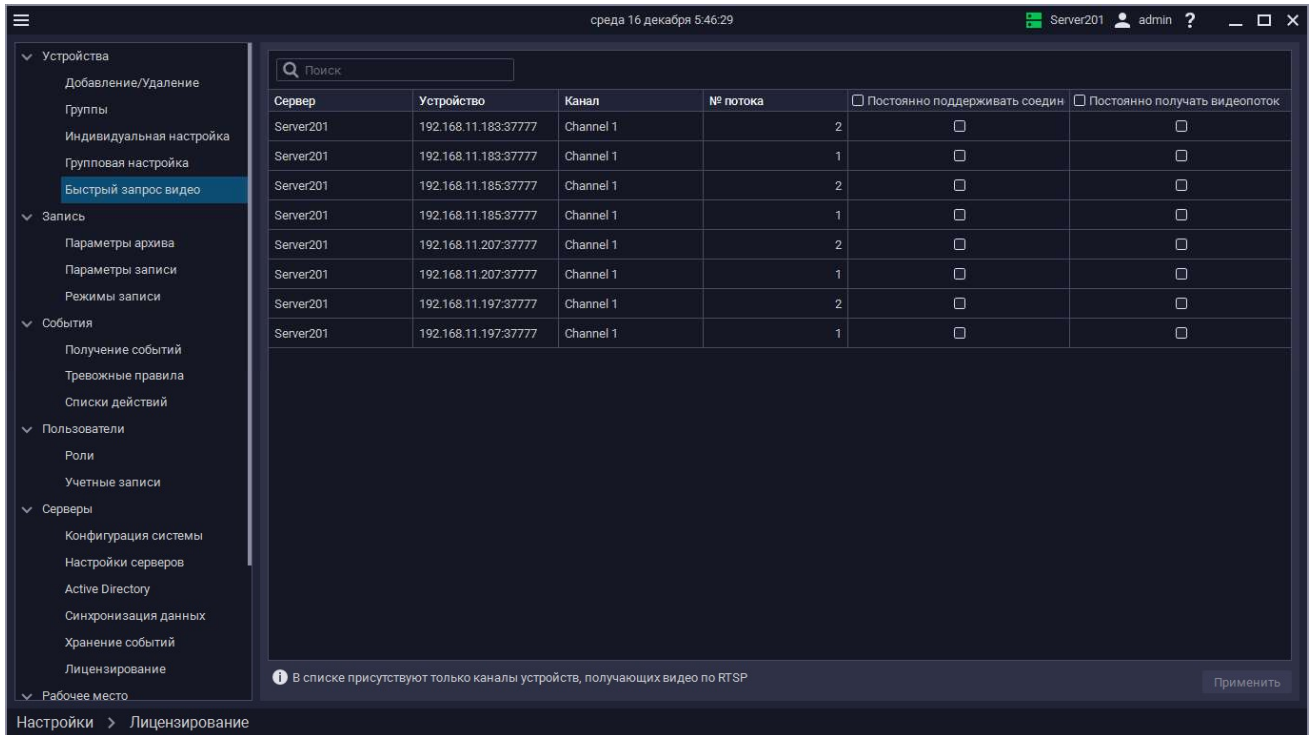 среда 16 декабря 5:46:29 Server201 admin ?
Устройства
Добавление/Удаление
Группы
Индивидуальная настройка
Групповая настройка
Быстрый запрос видео
Запись
Параметры архива
Параметры записи
Режимы записи
События
Получение событий
Тревожные правила
Списки действий
Пользователи
Роли
Учетные записи
Серверы
Конфигурация системы
Настройки серверов
Active Directory
Синхронизация данных
Хранение событий
Лицензирование
Рабочее место
Поиск
Сервер Устройство Канал № потока Постоянно поддерживать соедин Постоянно получать видеопоток
Server201 192.168.11.183:37777 Channel 1 2
Server201 192.168.11.183:37777 Channel 1 1
Server201 192.168.11.185:37777 Channel 1 2
Server201 192.168.11.185:37777 Channel 1 1
Server201 192.168.11.207:37777 Channel 1 2
Server201 192.168.11.207:37777 Channel 1 1
Server201 192.168.11.197:37777 Channel 1 2
Server201 192.168.11.197:37777 Channel 1 1
В списке присутствуют только каналы устройств, получающих видео по RTSP
Применить
Настройки > Лицензирование